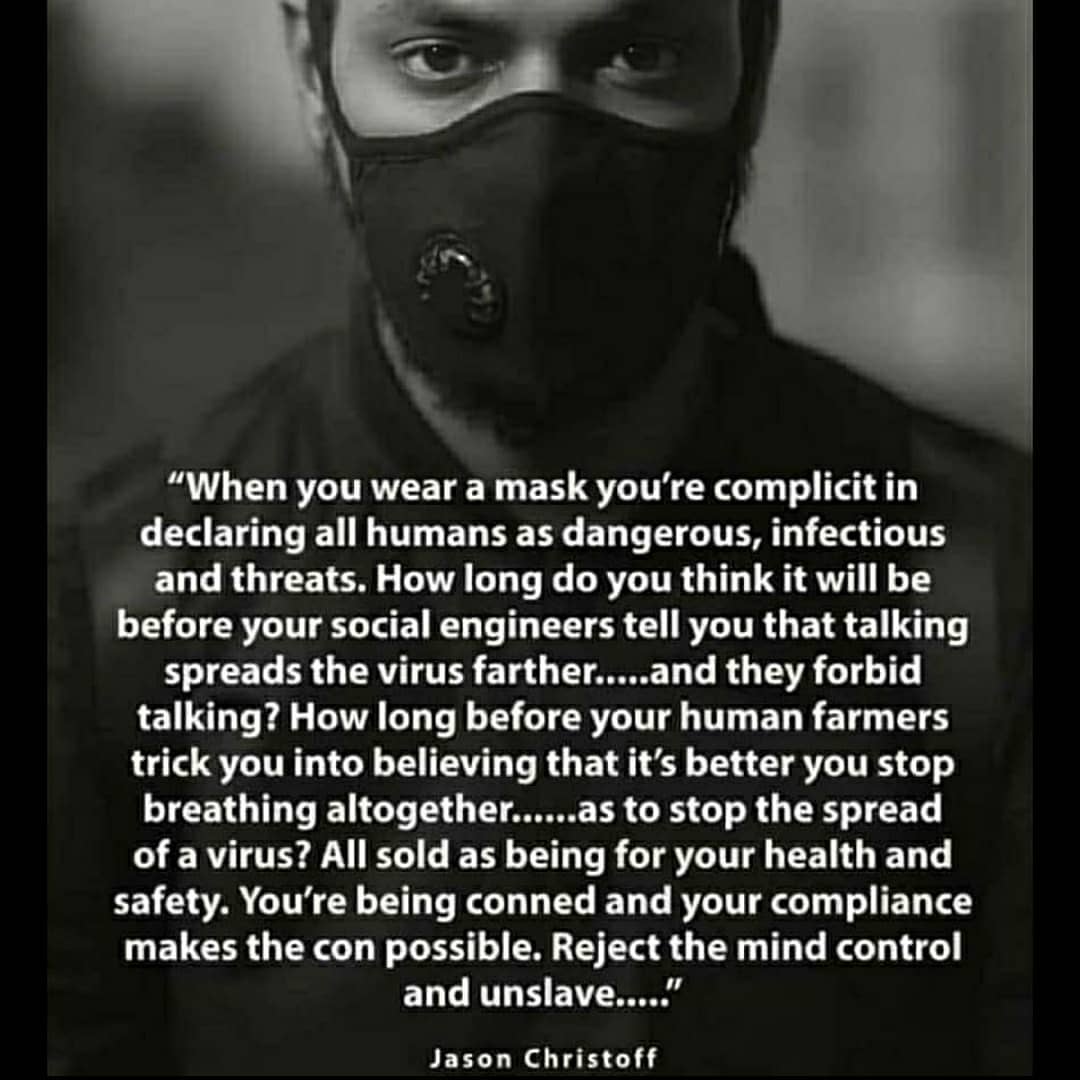 “When you wear a mask you’re complicit in
declaring all humans as dangerous, infectious
and threats. How long do you think it will be
before your social engineers tell you that talking
spreads the virus farther.....and they forbid
talking? How long before your human farmers
trick you into believing that it’s better you stop
breathing altogether......as to stop the spread
of a virus? All sold as being for your health and
safety. You’re being conned and your compliance
makes the con possible. Reject the mind control
and unslave.....”
Jason Christoff